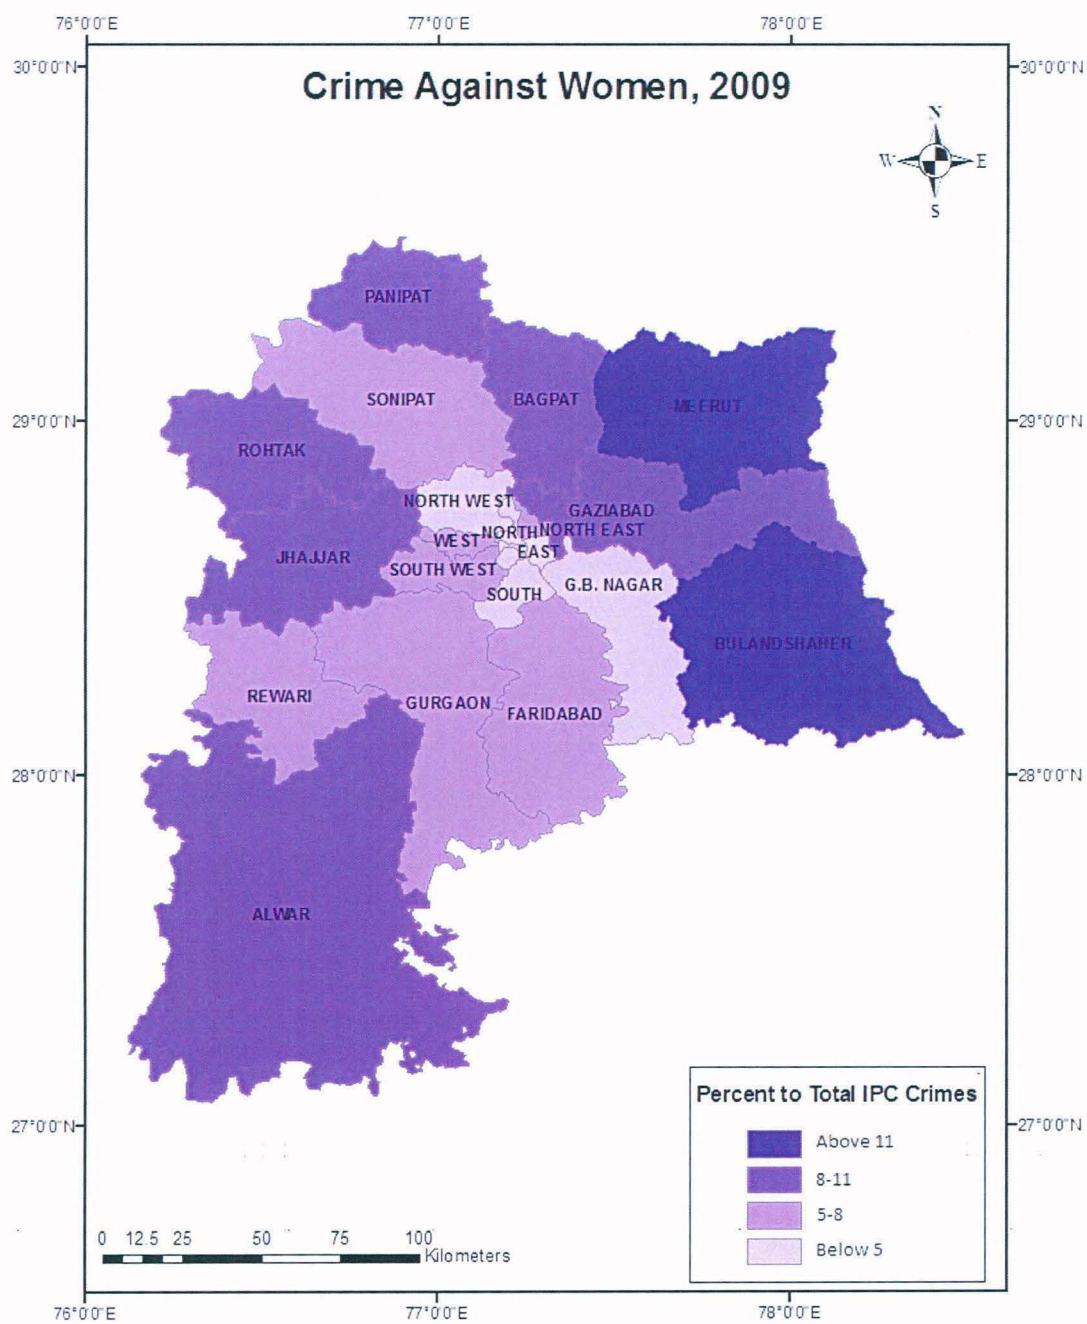 76°0'0"E 77°0'0"E 78°0'0"E
30°0'0"N 30°0'0"N
Crime Against Women, 2009
N
W E
S
PANIPAT
SONIPAT BAGPAT MEERUT
29°0'0"N 29°0'0"N
ROHTAK
NORTH WEST
GAZIABAD
WEST NORTH NORTH EAST
EAST
JHAJJAR
SOUTH WEST
SOUTH G.B. NAGAR
BULANDSHAHER
REWARI GURGAON FARIDABAD
28°0'0"N 28°0'0"N
ALWAR
Percent to Total IPC Crimes
27°0'0"N 27°0'0"N
Above 11
8-11
5-8
Below 5
0 12.5 25 50 75 100
Kilometers
76°0'0"E 77°0'0"E 78°0'0"E